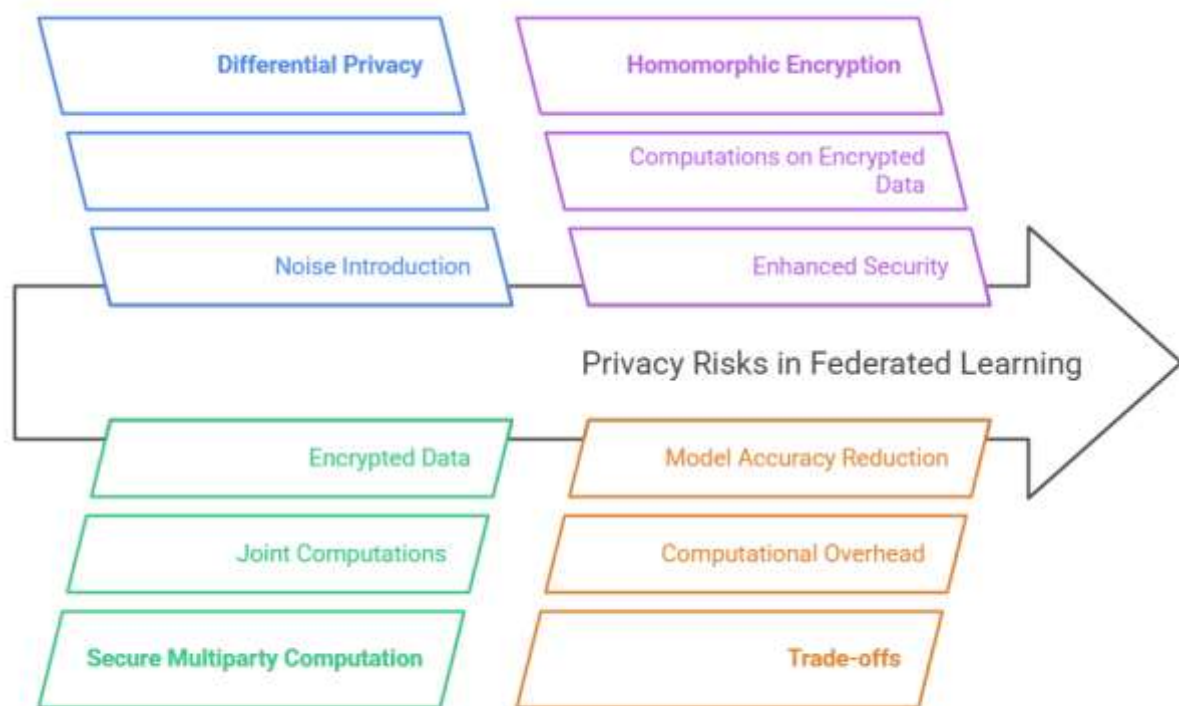 Differential Privacy
Homomorphic Encryption
Computations on Encrypted
Data
Noise Introduction
Enhanced Security
Privacy Risks in Federated Learning
Encrypted Data
Model Accuracy Reduction
Joint Computations
Computational Overhead
Secure Multiparty Computation
Trade-offs